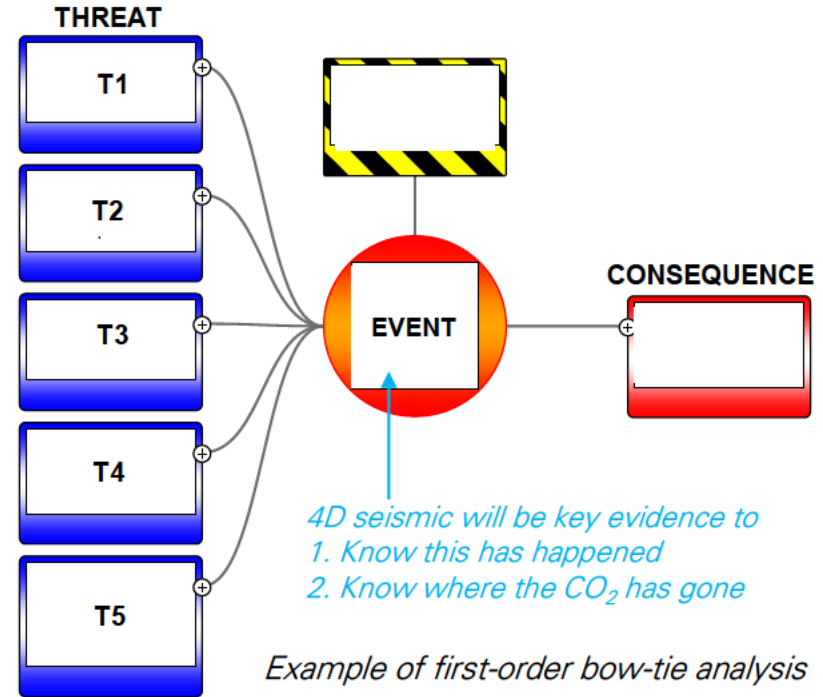 THREAT
T1
T2
T3
T4
T5
EVENT
CONSEQUENCE
4D seismic will be key evidence to
1. Know this has happened
2. Know where the CO₂ has gone
Example of first-order bow-tie analysis